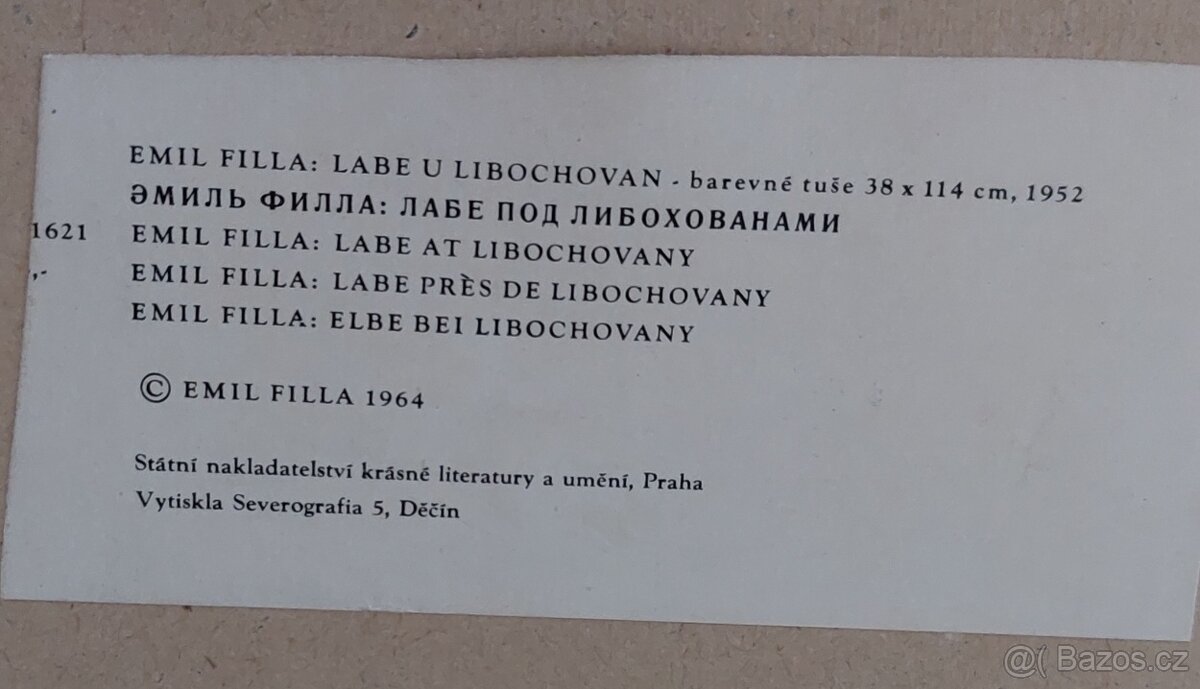 EMIL FILLA: LABE U LIBOCHOVAN - barevné tuše 38 x 114 cm, 1952
ӘМИЛЬ ФИЛЛА: ЛАБЕ ПОД ЛИБОХОВАНАМИ
1621 EMIL FILLA: LABE AT LIBOCHOVANY
,- EMIL FILLA: LABE PRÈS DE LIBOCHOVANY
EMIL FILLA: ELBE BEI LIBOCHOVANY
© EMIL FILLA 1964
Státní nakladatelství krásné literatury a umění, Praha
Vytiskla Severografia 5, Děčín
@( Bazos.cz